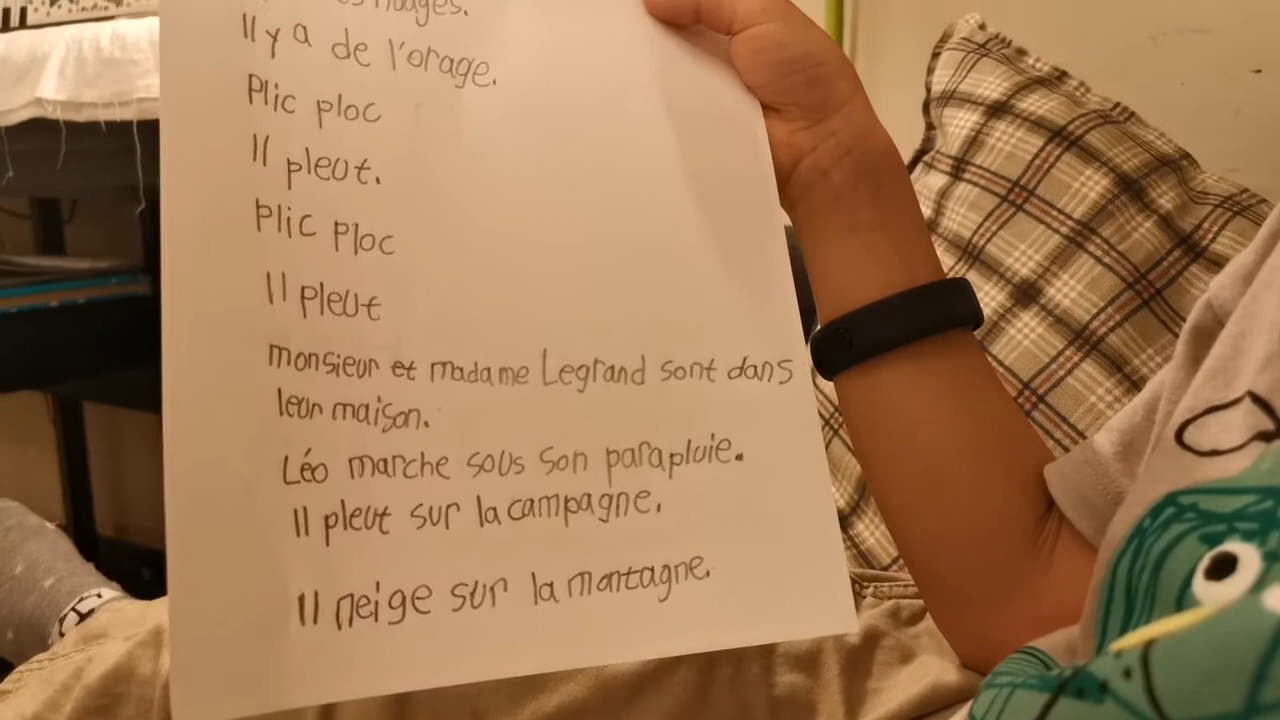 nuages.
Il y a de l'orage.
Plic ploc
Il pleut.
Plic ploc
Il pleut
monsieur et madame Legrand sont dans
leur maison.
Léo marche sous son parapluie.
Il pleut sur la campagne.
Il neige sur la montagne.